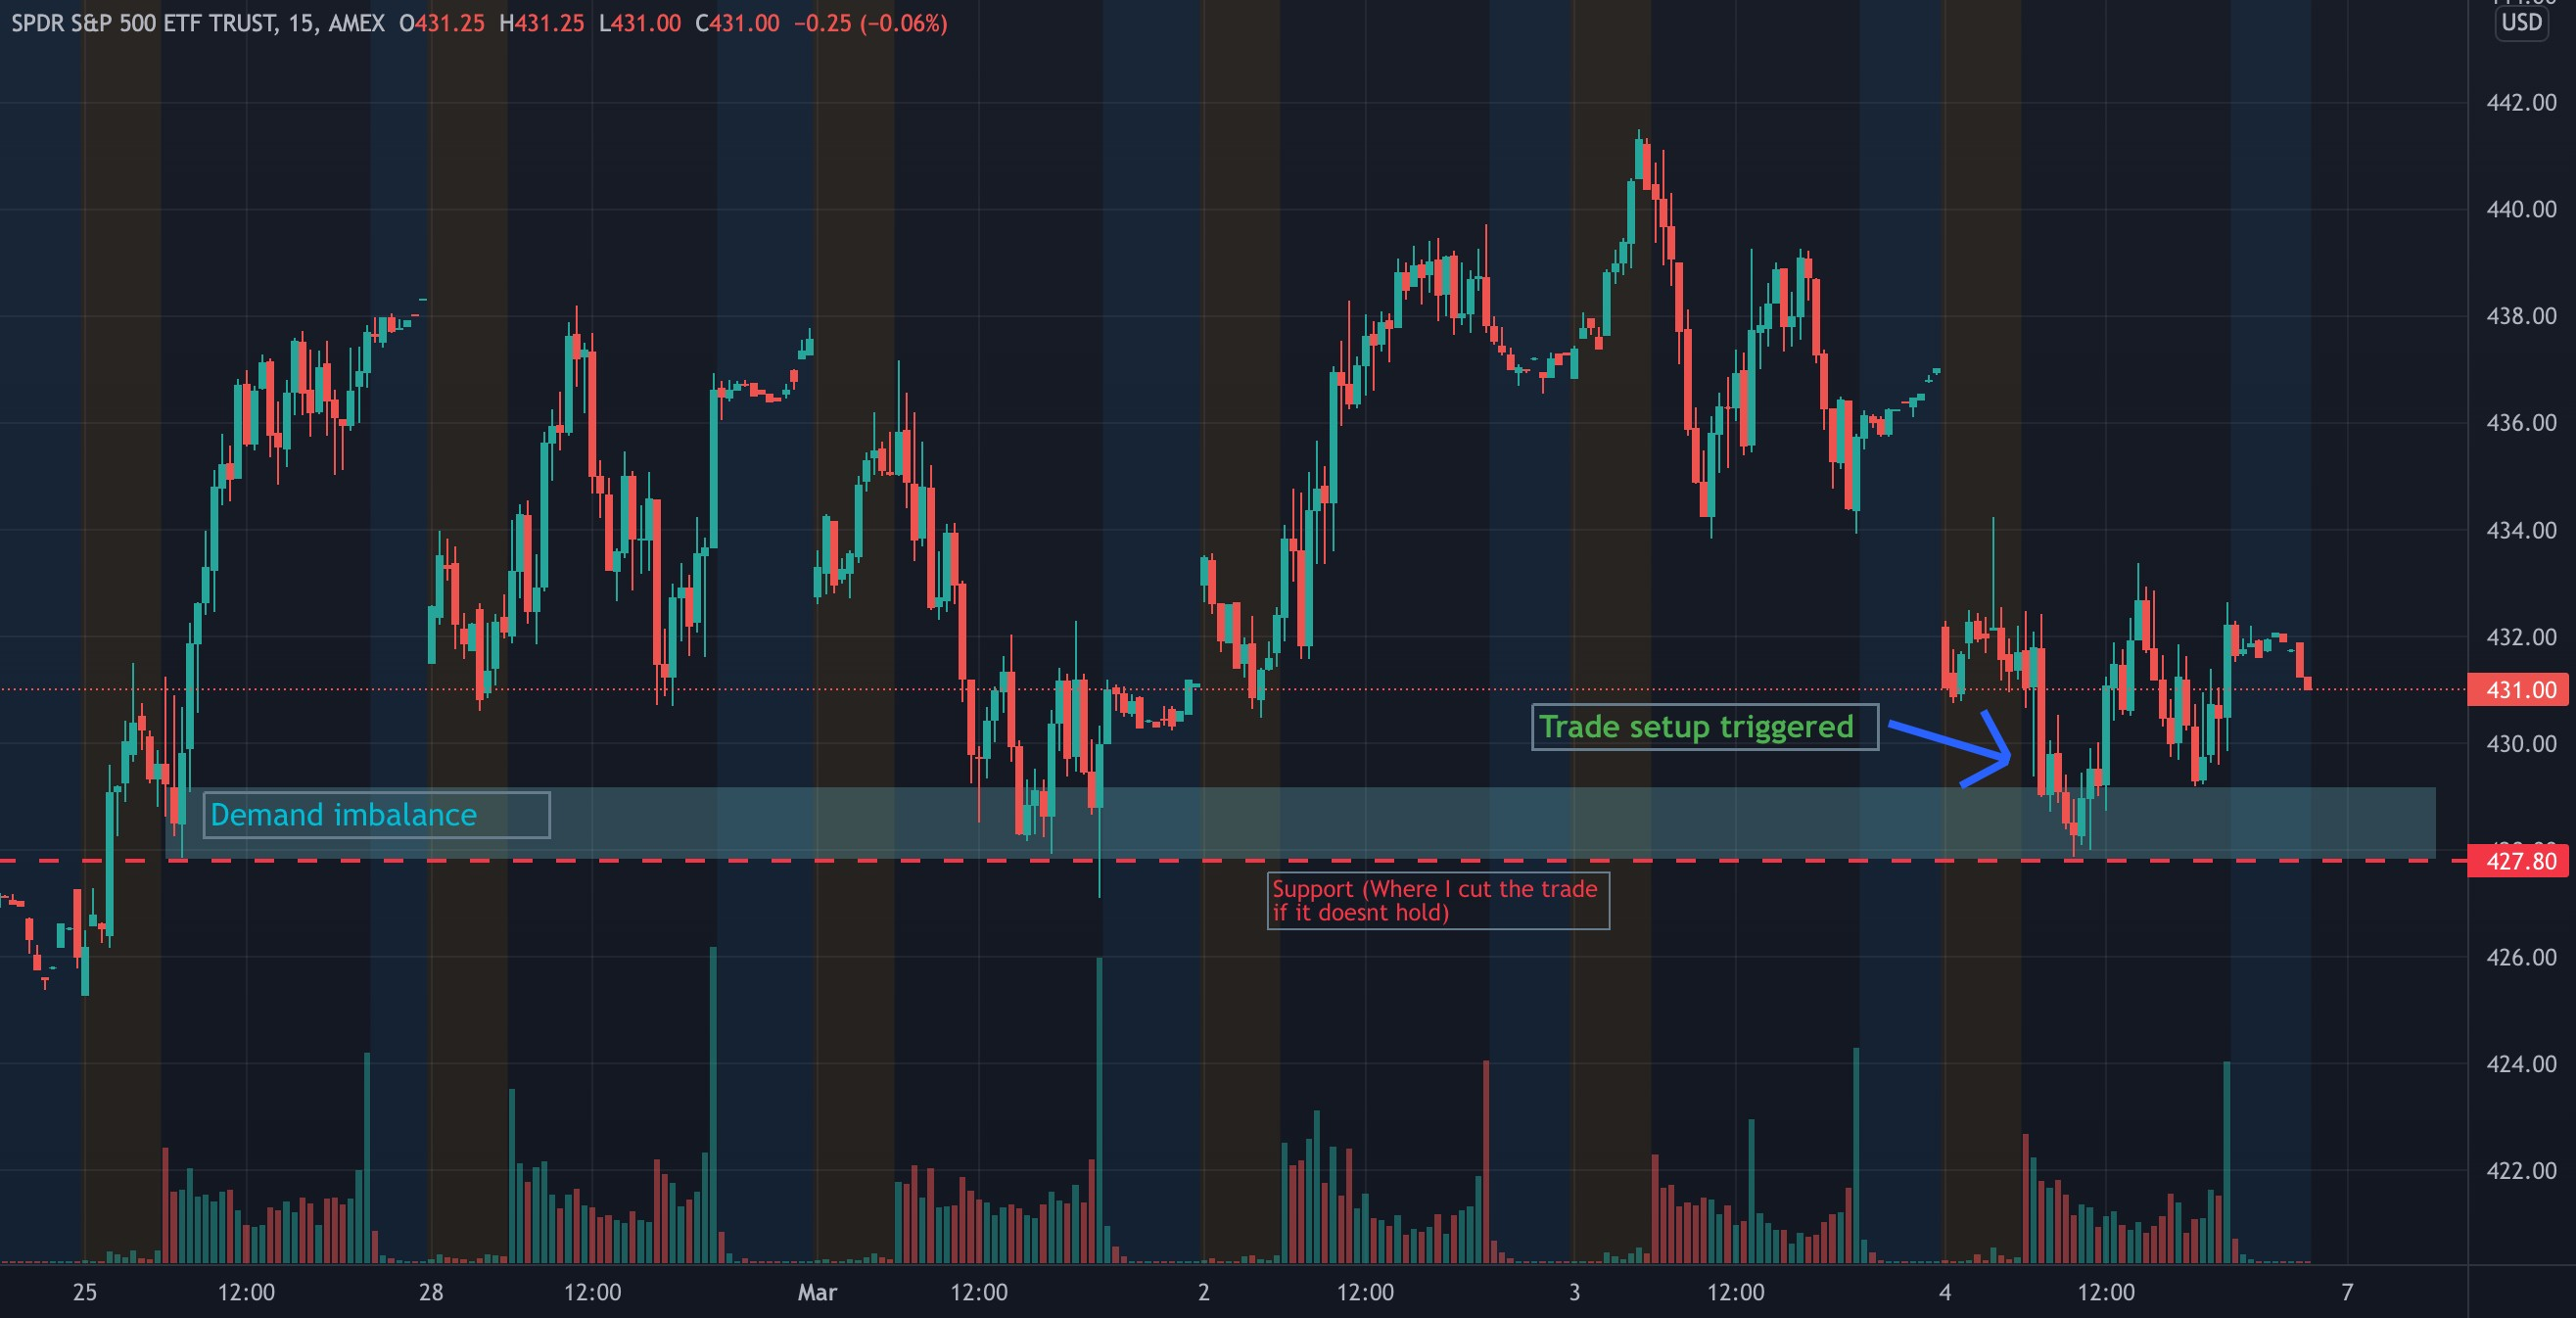 SPDR S&P 500 ETF TRUST, 15, AMEX O431.25 H431.25 L431.00 C431.00 −0.25 (−0.06%)
USD
442.00
440.00
438.00
436.00
434.00
432.00
431.00
430.00
427.80
426.00
424.00
422.00
Trade setup triggered
Demand imbalance
Support (Where I cut the trade
if it doesnt hold)
25 12:00 28 12:00 Mar 12:00 2 12:00 3 12:00 4 12:00 7